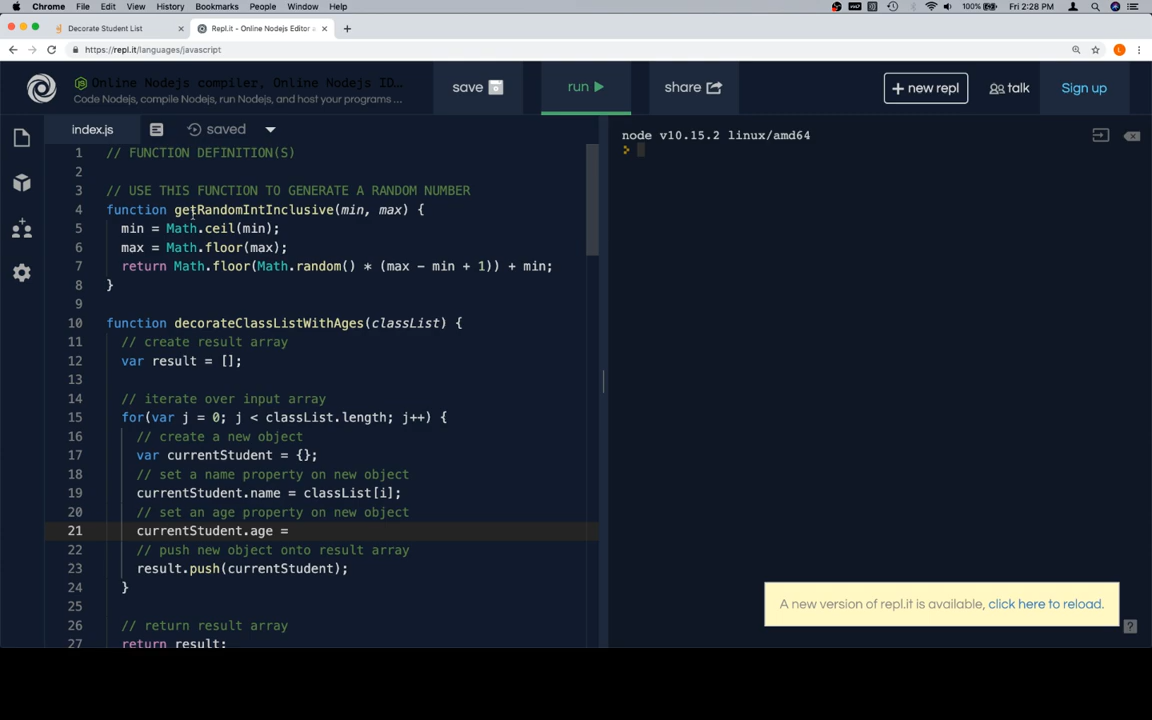 Chrome File Edit View History Bookmarks People Window Help 100% Fri 2:28 PM
Decorate Student List × Repl.it - Online Nodejs Editor × +
https://repl.it/languages/javascript
Online Nodejs compiler, Online Nodejs ID...
Code Nodejs, compile Nodejs, run Nodejs, and host your programs ...
save
run
share
+ new repl
talk
Sign up
index.js
saved
1 // FUNCTION DEFINITION(S)
2
3 // USE THIS FUNCTION TO GENERATE A RANDOM NUMBER
4 function getRandomIntInclusive(min, max) {
5 min = Math.ceil(min);
6 max = Math.floor(max);
7 return Math.floor(Math.random() * (max - min + 1)) + min;
8 }
9
10 function decorateClassListWithAges(classList) {
11 // create result array
12 var result = [];
13
14 // iterate over input array
15 for(var j = 0; j < classList.length; j++) {
16 // create a new object
17 var currentStudent = {};
18 // set a name property on new object
19 currentStudent.name = classList[i];
20 // set an age property on new object
21 currentStudent.age =
22 // push new object onto result array
23 result.push(currentStudent);
24 }
25
26 // return result array
27 return result;
node v10.15.2 linux/amd64
>
A new version of repl.it is available, click here to reload.
?